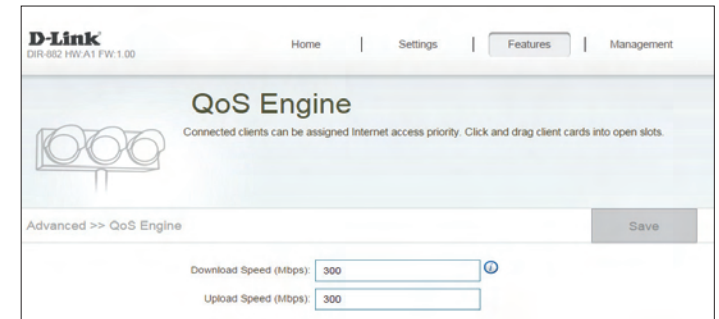 D-Link
DIR-882 HW:A1 FW:1.00
Home | Settings | Features | Management
QoS Engine
Connected clients can be assigned Internet access priority. Click and drag client cards into open slots.
Advanced >> QoS Engine
Save
Download Speed (Mbps): 300
Upload Speed (Mbps): 300